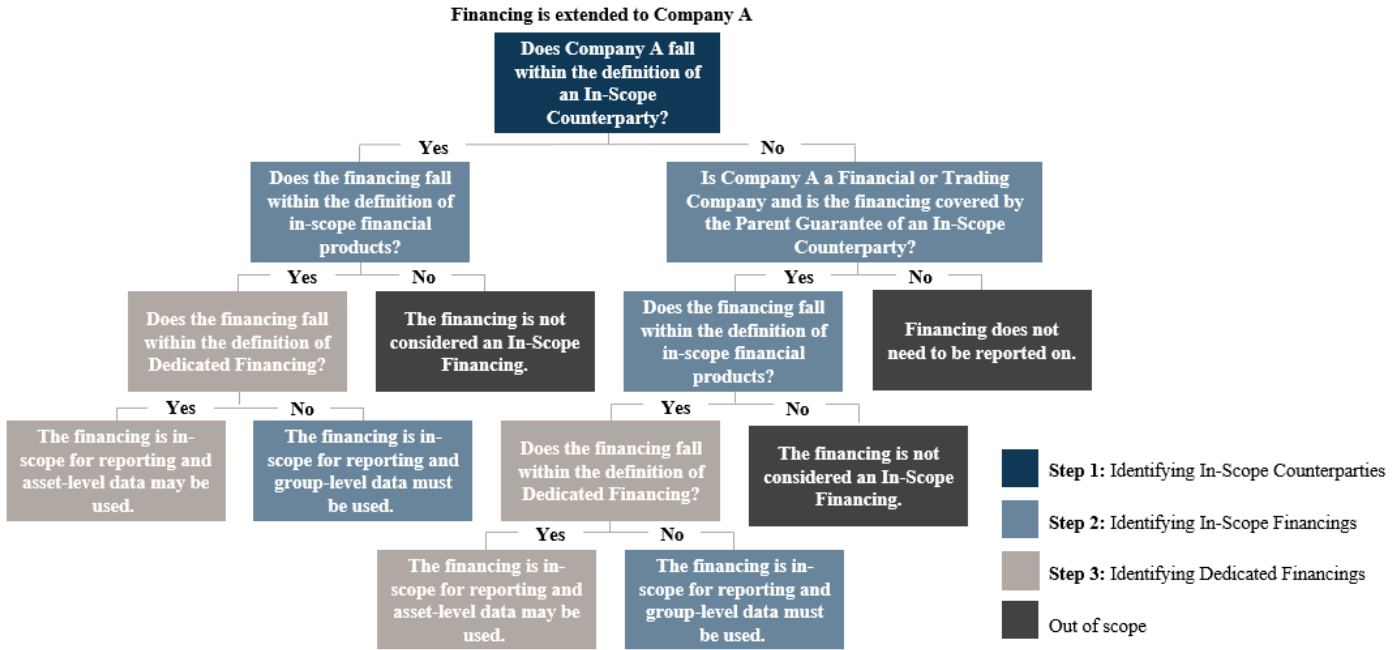 Financing is extended to Company A
Does Company A fall
within the definition of
an In-Scope
Counterparty?
Yes
No
Does the financing fall
within the definition of
in-scope financial
products?
Is Company A a Financial or Trading
Company and is the financing covered by
the Parent Guarantee of an In-Scope
Counterparty?
Yes
No
Yes
No
Does the financing fall
within the definition of
Dedicated Financing?
The financing is not
considered an In-Scope
Financing.
Does the financing fall
within the definition of
in-scope financial
products?
Financing does not
need to be reported on.
Yes
No
Yes
No
The financing is in-
scope for reporting and
asset-level data may be
used.
The financing is in-
scope for reporting and
group-level data must
be used.
Does the financing fall
within the definition of
Dedicated Financing?
The financing is not
considered an In-Scope
Financing.
Yes
No
The financing is in-
scope for reporting and
asset-level data may be
used.
The financing is in-
scope for reporting and
group-level data must
be used.
Step 1: Identifying In-Scope Counterparties
Step 2: Identifying In-Scope Financings
Step 3: Identifying Dedicated Financings
Out of scope